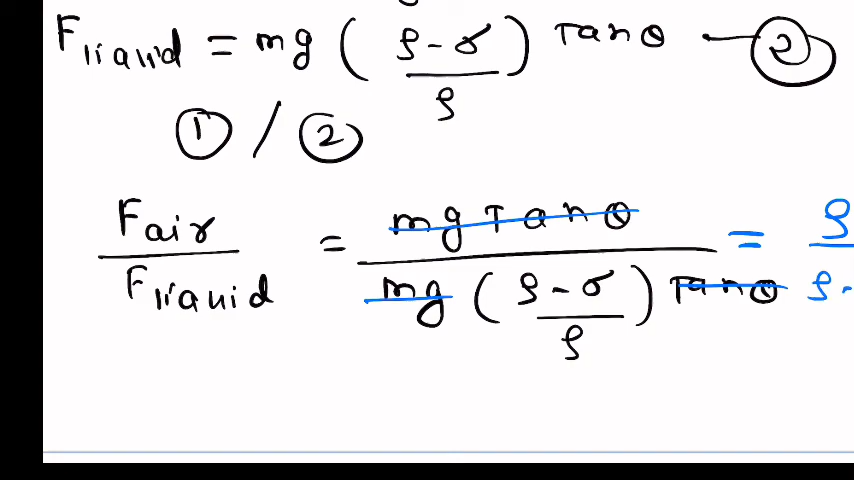 Fliquid = mg ( ρ - σ / ρ ) Tanθ — ②
① / ②
Fair / Fliquid = mg Tanθ / mg ( ρ - σ / ρ ) Tanθ = ρ / ρ -